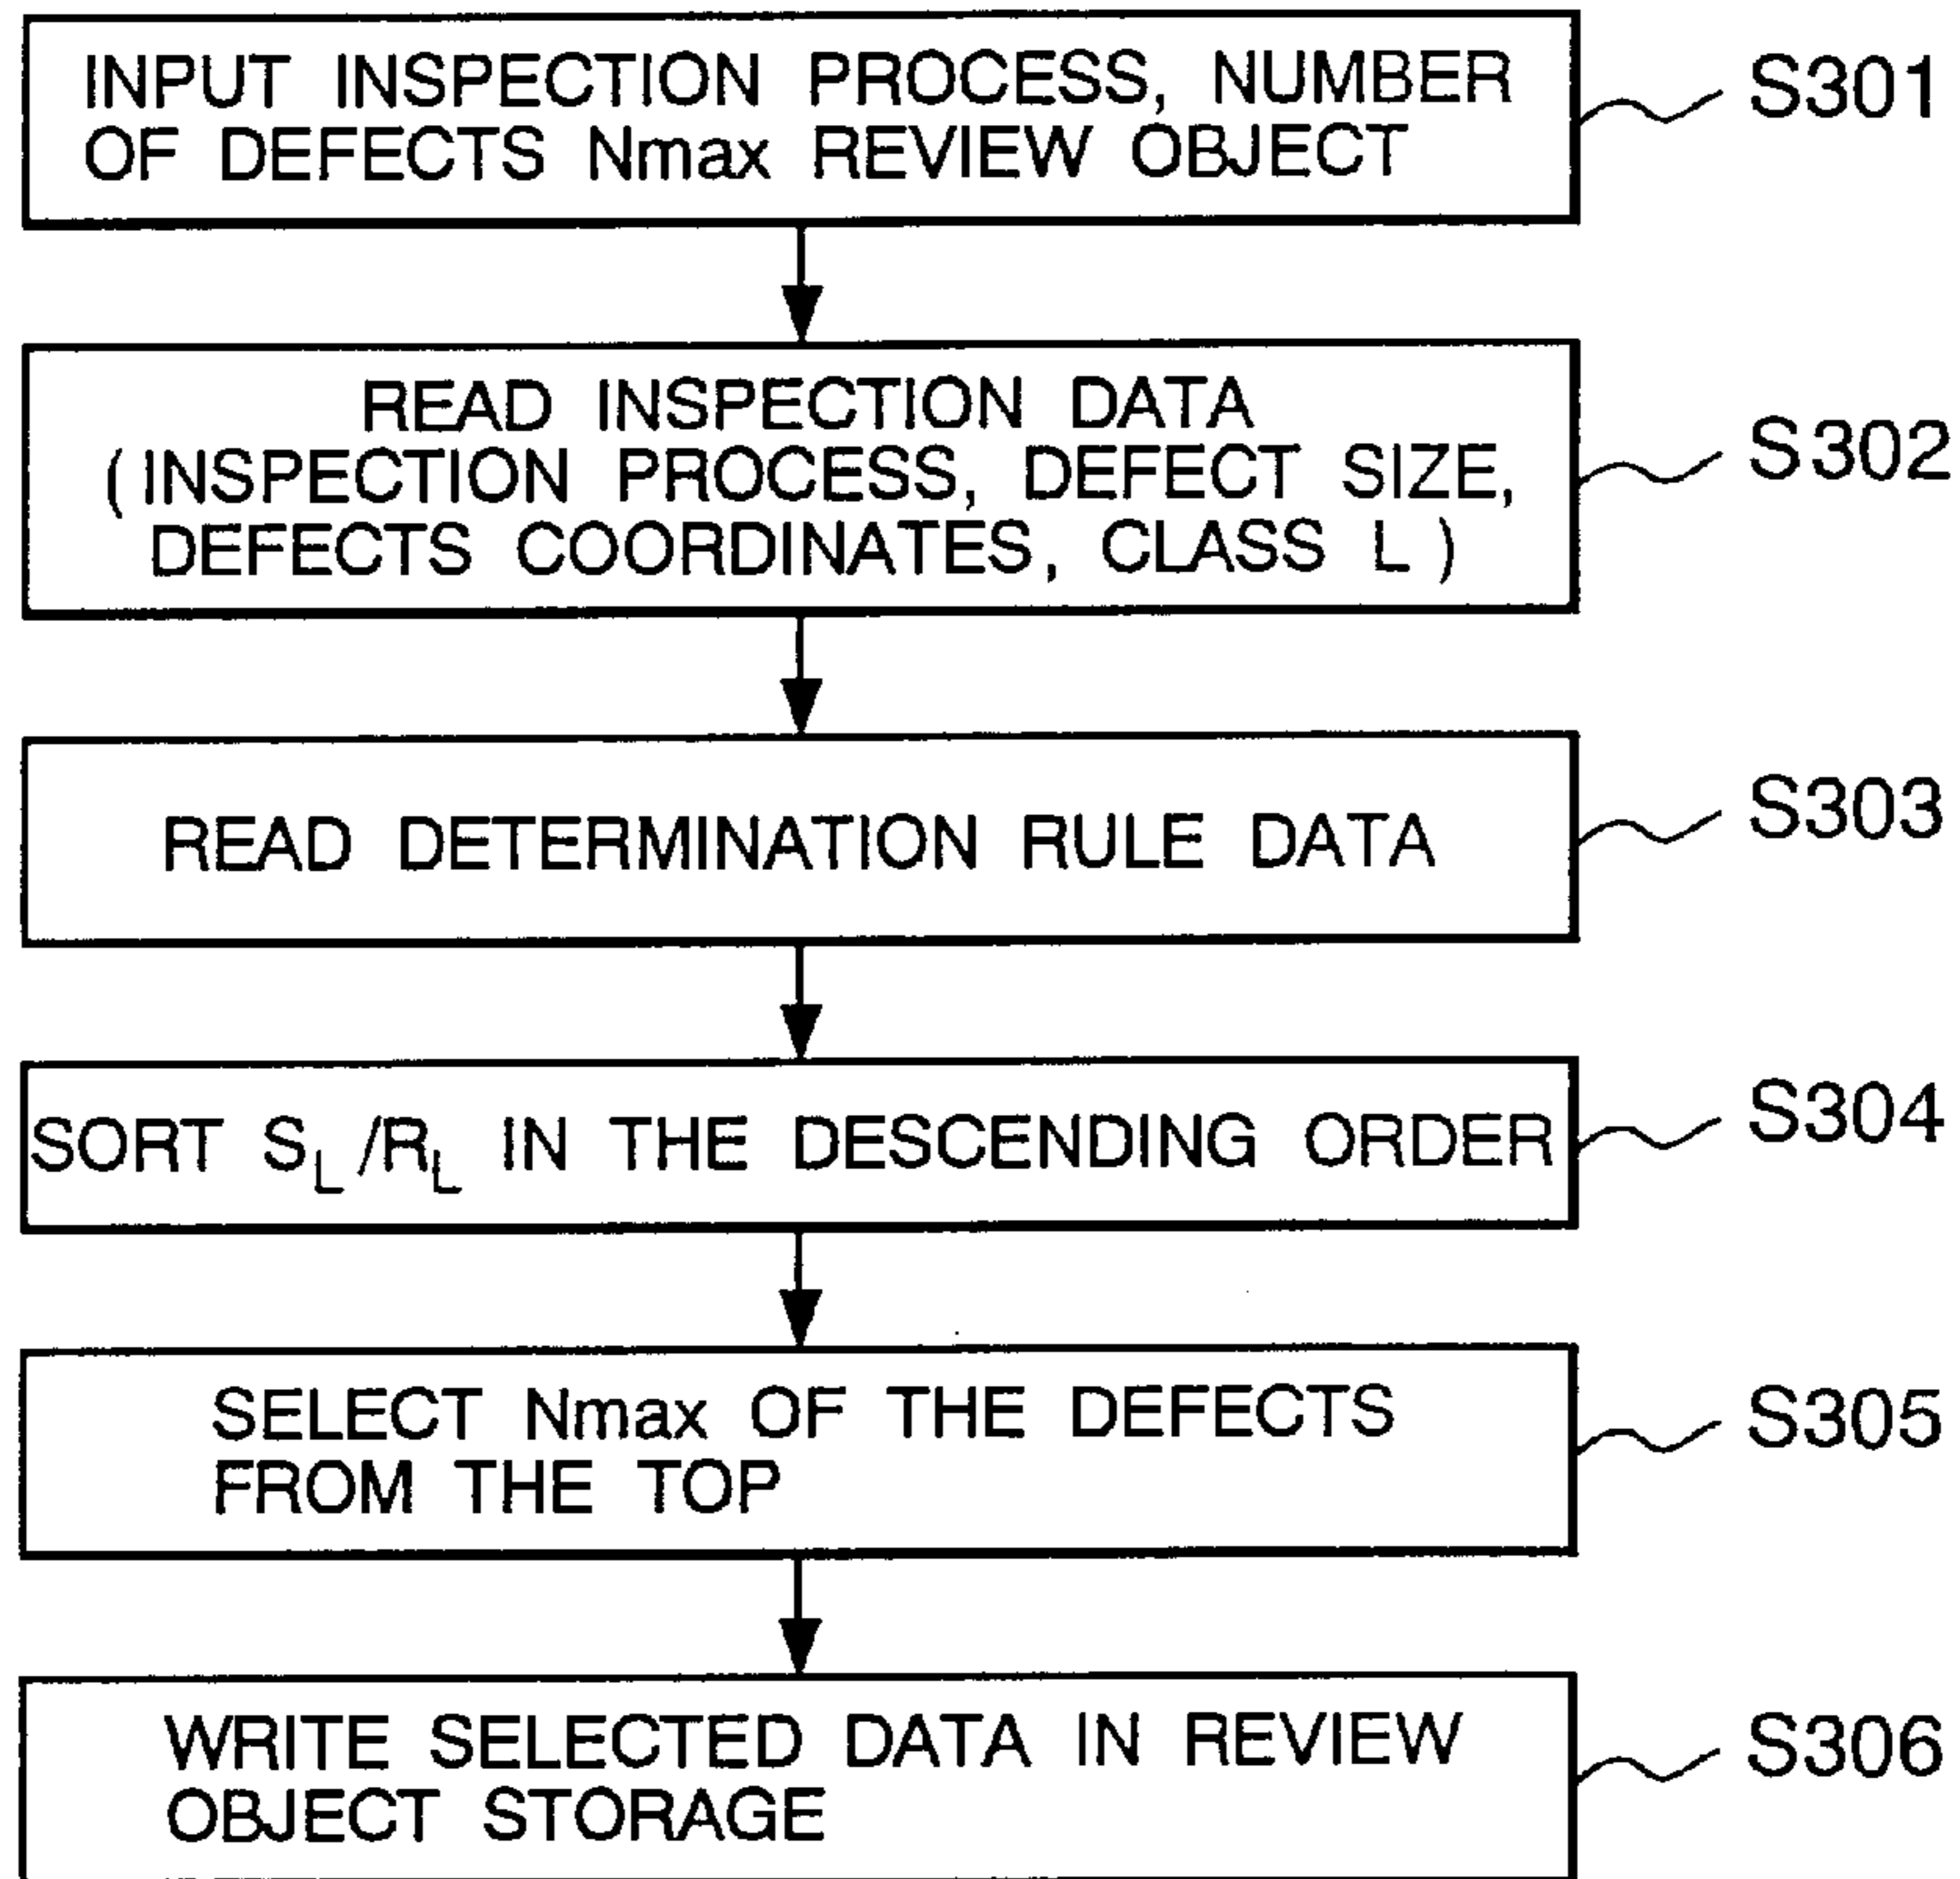 INPUT INSPECTION PROCESS, NUMBER
OF DEFECTS Nmax REVIEW OBJECT
S301
READ INSPECTION DATA
(INSPECTION PROCESS, DEFECT SIZE,
DEFECTS COORDINATES, CLASS L)
S302
READ DETERMINATION RULE DATA
S303
SORT S_L/R_L IN THE DESCENDING ORDER
S304
SELECT Nmax OF THE DEFECTS
FROM THE TOP
S305
WRITE SELECTED DATA IN REVIEW
OBJECT STORAGE
S306